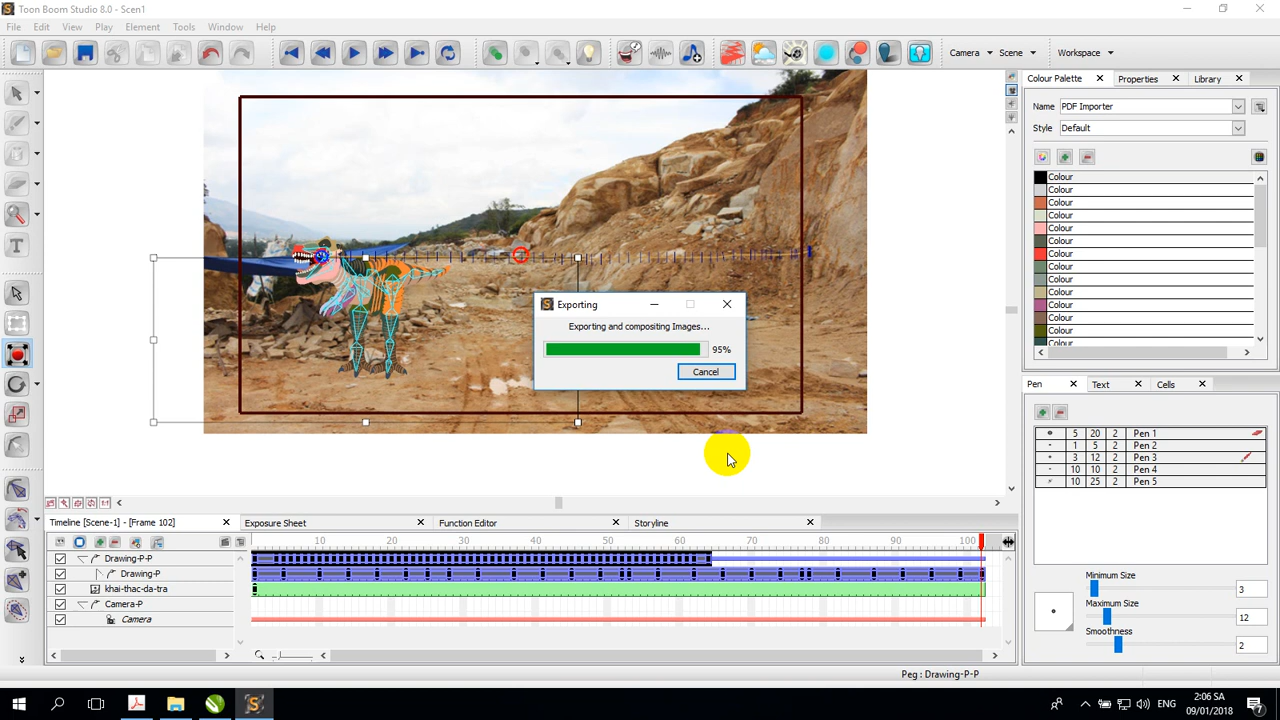 Toon Boom Studio 8.0 - Scen1
File Edit View Play Element Tools Window Help
Camera Scene Workspace
Colour Palette Properties Library
Name PDF Importer
Style Default
Colour
Colour
Colour
Colour
Colour
Colour
Colour
Colour
Colour
Colour
Colour
Colour
Colour
Colour
Exporting
Exporting and compositing Images...
95%
Cancel
Pen Text Cells
5 20 2 Pen 1
1 5 2 Pen 2
3 12 2 Pen 3
10 10 2 Pen 4
10 25 2 Pen 5
Timeline [Scene-1] - [Frame 102] Exposure Sheet Function Editor Storyline
10 20 30 40 50 60 70 80 90 100
Drawing-P-P
Drawing-P
khai-thac-da-tra
Camera-P
Camera
Minimum Size
3
Maximum Size
12
Smoothness
2
Peg : Drawing-P-P
ENG
2:06 SA
09/01/2018
7